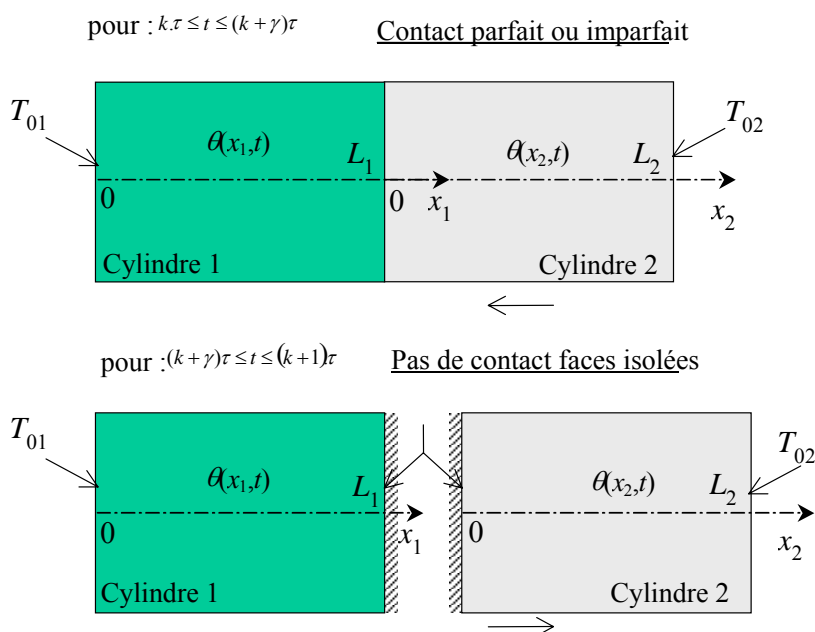 pour : k.τ ≤ t ≤ (k + γ)τ Contact parfait ou imparfait
T01 θ(x1,t) L1 θ(x2,t) L2 T02
0 0 x1 x2
Cylindre 1 Cylindre 2
pour :(k + γ)τ ≤ t ≤ (k + 1)τ Pas de contact faces isolées
T01 θ(x1,t) L1 θ(x2,t) L2 T02
0 x1 0 x2
Cylindre 1 Cylindre 2